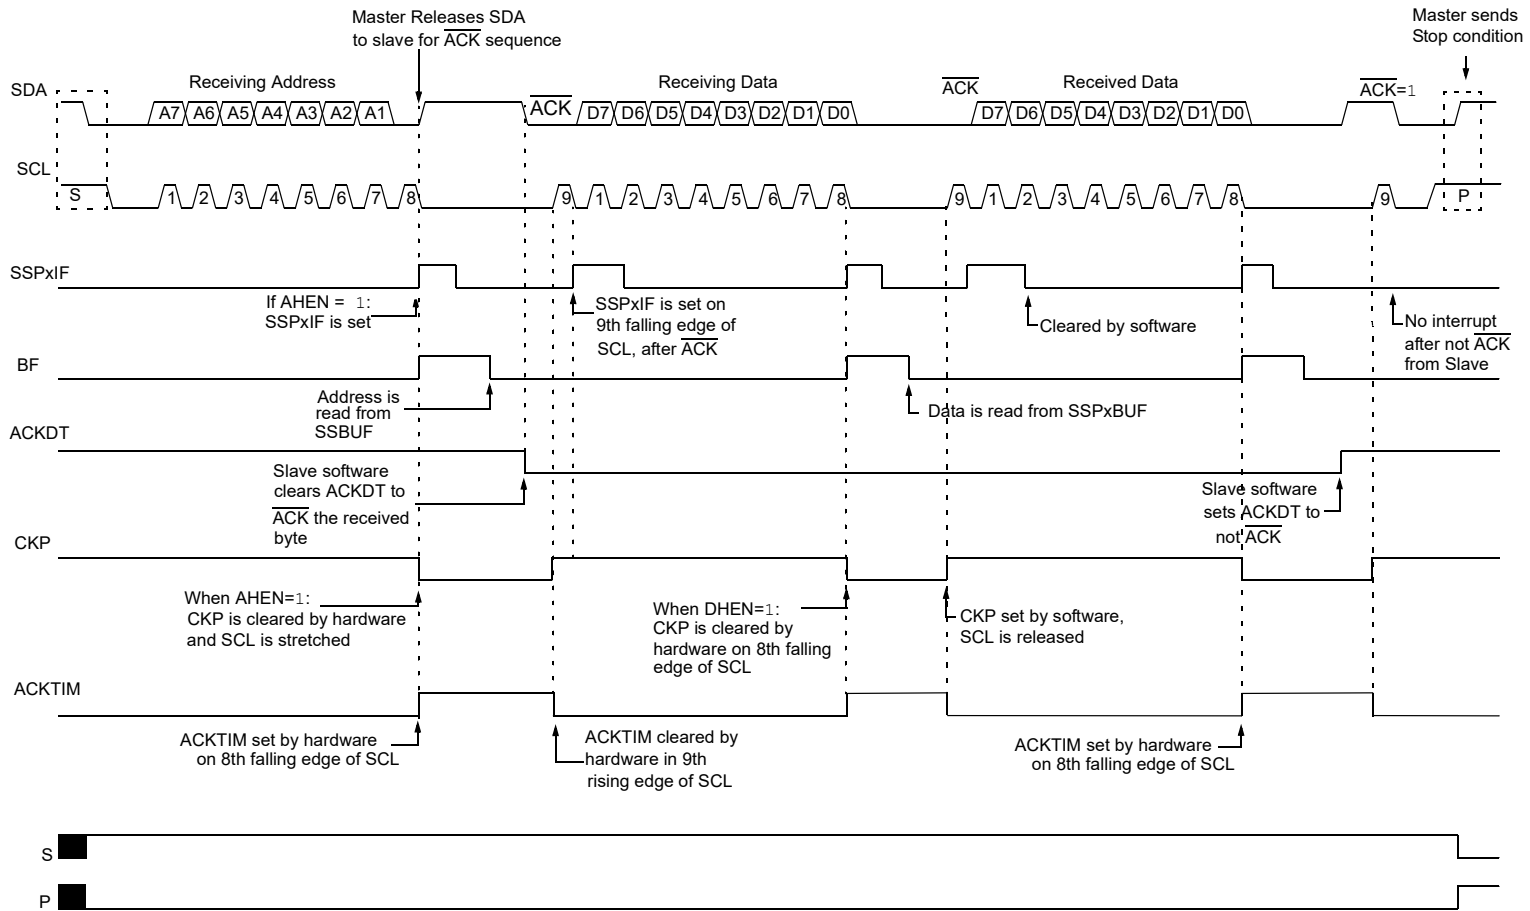 Master Releases SDA
to slave for ACK sequence
Master sends
Stop condition
SDA
Receiving Address
ACK
Receiving Data
ACK
Received Data
ACK=1
A7 A6 A5 A4 A3 A2 A1
D7 D6 D5 D4 D3 D2 D1 D0
D7 D6 D5 D4 D3 D2 D1 D0
SCL
S
1 2 3 4 5 6 7 8
9 1 2 3 4 5 6 7 8
9 1 2 3 4 5 6 7 8
9
P
SSPxIF
If AHEN = 1:
SSPxIF is set
SSPxIF is set on
9th falling edge of
SCL, after ACK
Cleared by software
No interrupt
after not ACK
from Slave
BF
Address is
read from
SSBUF
Data is read from SSPxBUF
ACKDT
Slave software
clears ACKDT to
ACK the received
byte
Slave software
sets ACKDT to
not ACK
CKP
When AHEN=1:
CKP is cleared by hardware
and SCL is stretched
When DHEN=1:
CKP is cleared by
hardware on 8th falling
edge of SCL
CKP set by software,
SCL is released
ACKTIM
ACKTIM set by hardware
on 8th falling edge of SCL
ACKTIM cleared by
hardware in 9th
rising edge of SCL
ACKTIM set by hardware
on 8th falling edge of SCL
S
P